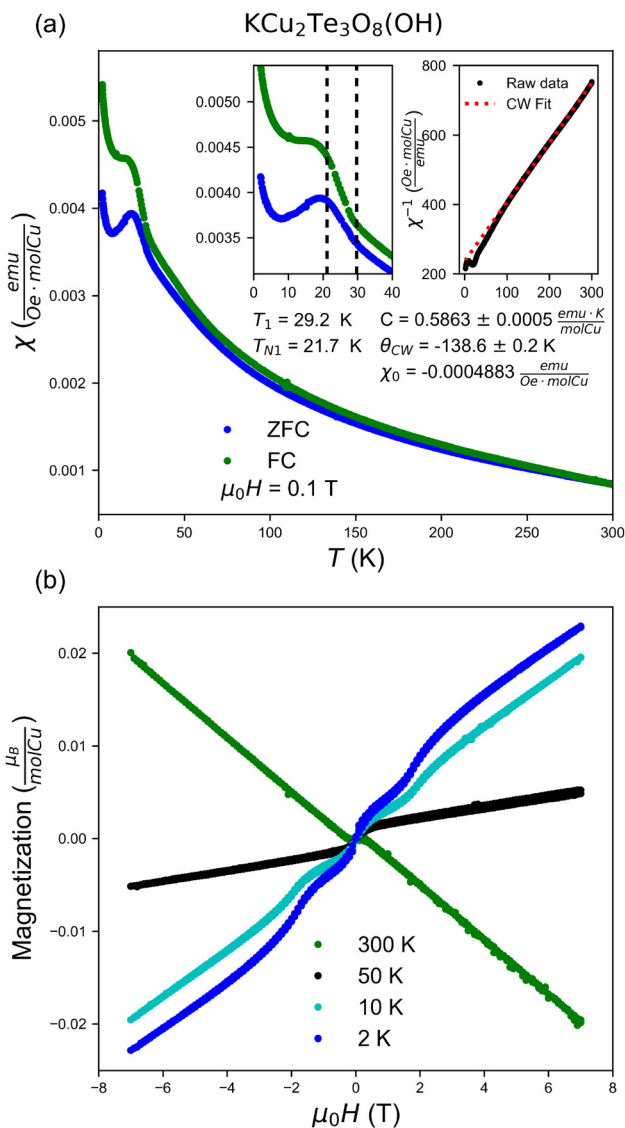 (a)
KCu₂Te₃O₈(OH)
χ (emu/Oe · molCu)
0.005
0.004
0.003
0.002
0.001
0 50 100 150 200 250 300
T (K)
0.0050
0.0045
0.0040
0.0035
0 10 20 30 40
χ⁻¹ (Oe · molCu/emu)
800
600
400
200
0 100 200 300
Raw data
CW Fit
T₁ = 29.2 K
T_N1 = 21.7 K
C = 0.5863 ± 0.0005 emu · K/molCu
θ_CW = -138.6 ± 0.2 K
χ₀ = -0.0004883 emu/Oe · molCu
ZFC
FC
μ₀H = 0.1 T
(b)
Magnetization (μ_B/molCu)
0.02
0.01
0.00
−0.01
−0.02
−8 −6 −4 −2 0 2 4 6 8
μ₀H (T)
300 K
50 K
10 K
2 K